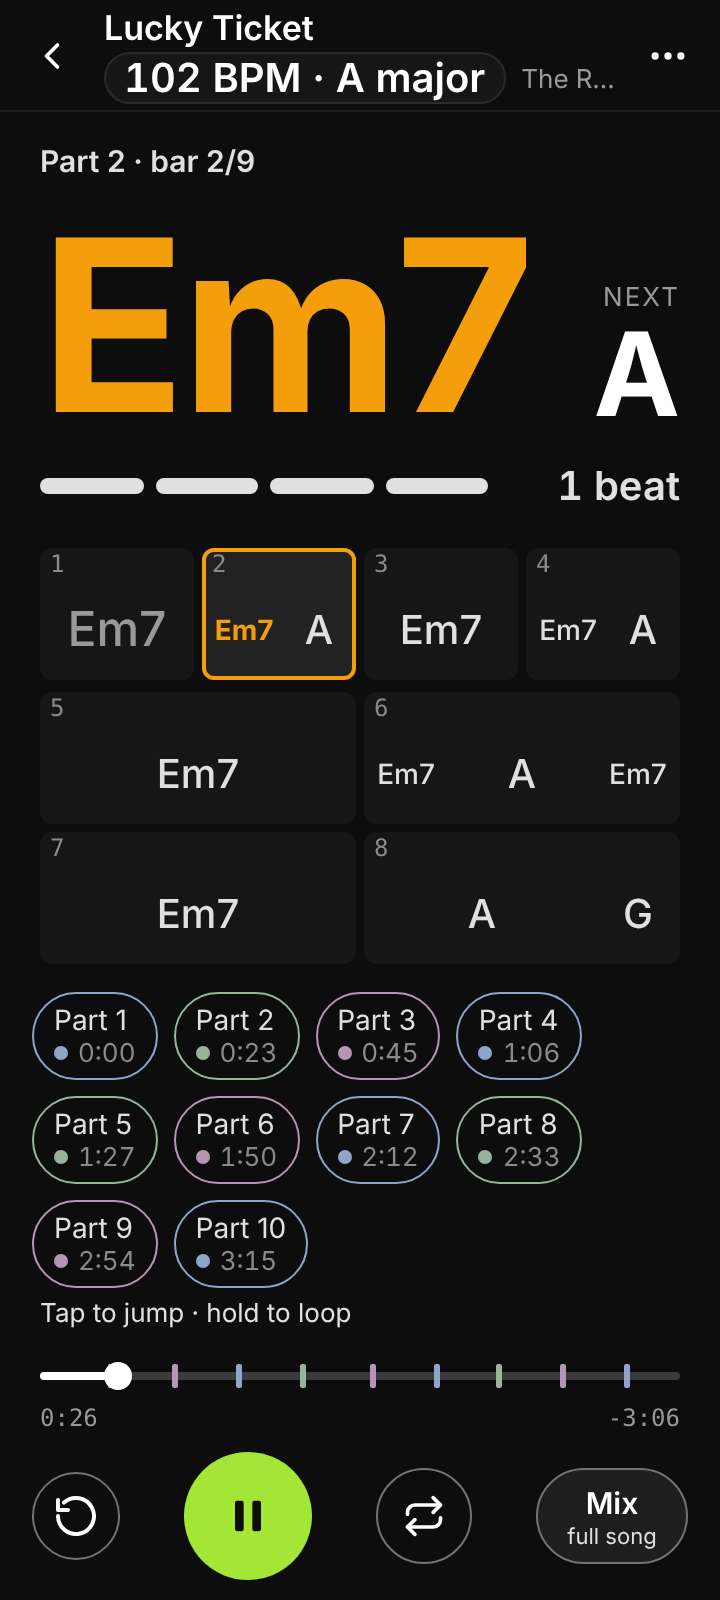 Lucky Ticket
102 BPM · A major The R...
Part 2 · bar 2/9
Em7
NEXT
A
1 beat
1 2 3 4
Em7 Em7 A Em7 Em7 A
5 6
Em7 Em7 A Em7
7 8
Em7 A G
Part 1 Part 2 Part 3 Part 4
0:00 0:23 0:45 1:06
Part 5 Part 6 Part 7 Part 8
1:27 1:50 2:12 2:33
Part 9 Part 10
2:54 3:15
Tap to jump · hold to loop
0:26 -3:06
Mix
full song